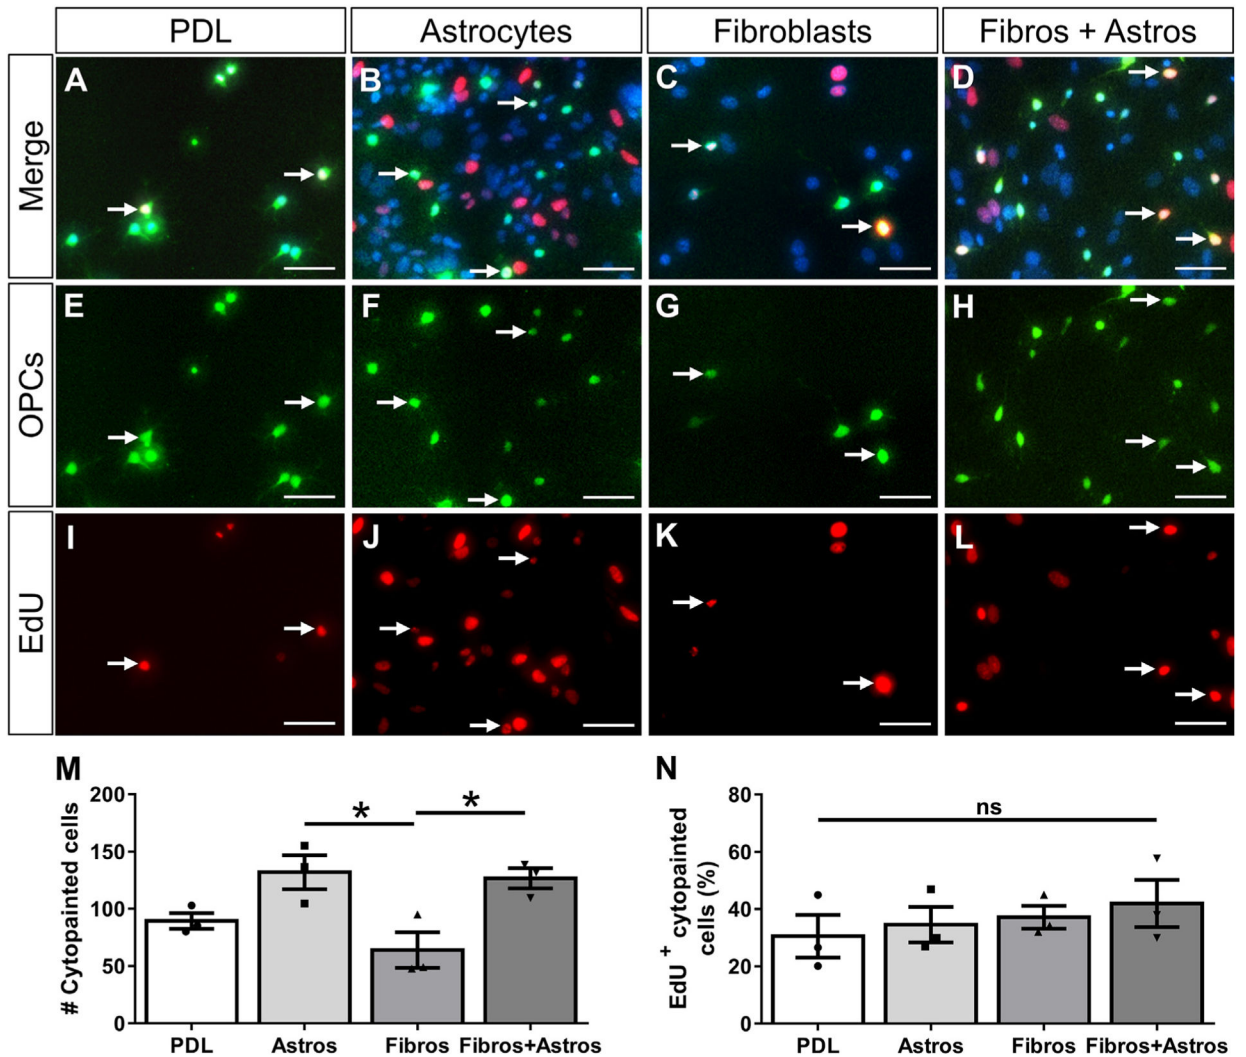 PDL Astrocytes Fibroblasts Fibros + Astros
Merge
A B C D
OPCs
E F G H
EdU
I J K L
M
# Cytopainted cells
200
150
100
50
0
* *
PDL Astros Fibros Fibros+Astros
N
EdU + cytopainted
cells (%)
80
60
40
20
0
ns
PDL Astros Fibros Fibros+Astros